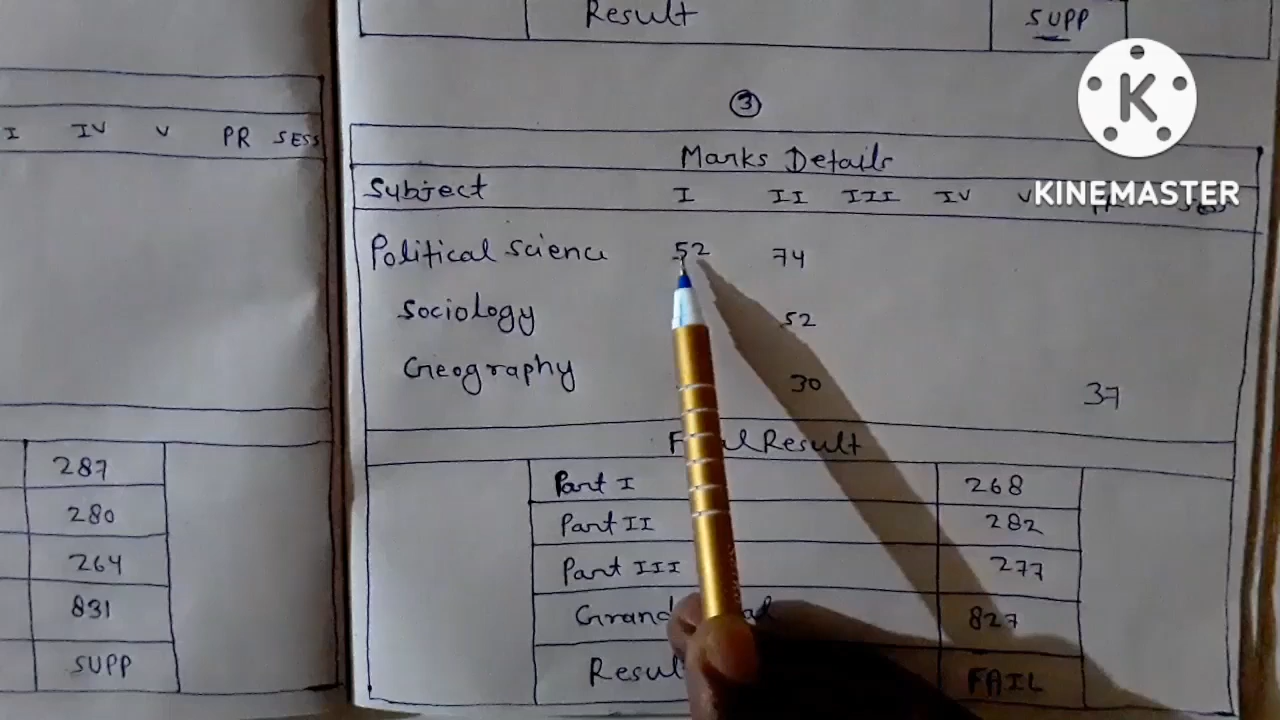 Result SUPP
I IV V PR SESS
287
280
264
831
SUPP
3
Marks Details
Subject I II III IV V
Political Science 52 74
Sociology 52
Geography 30 37
Result
Part I 268
Part II 282
Part III 277
827
FAIL
K
KINEMASTER